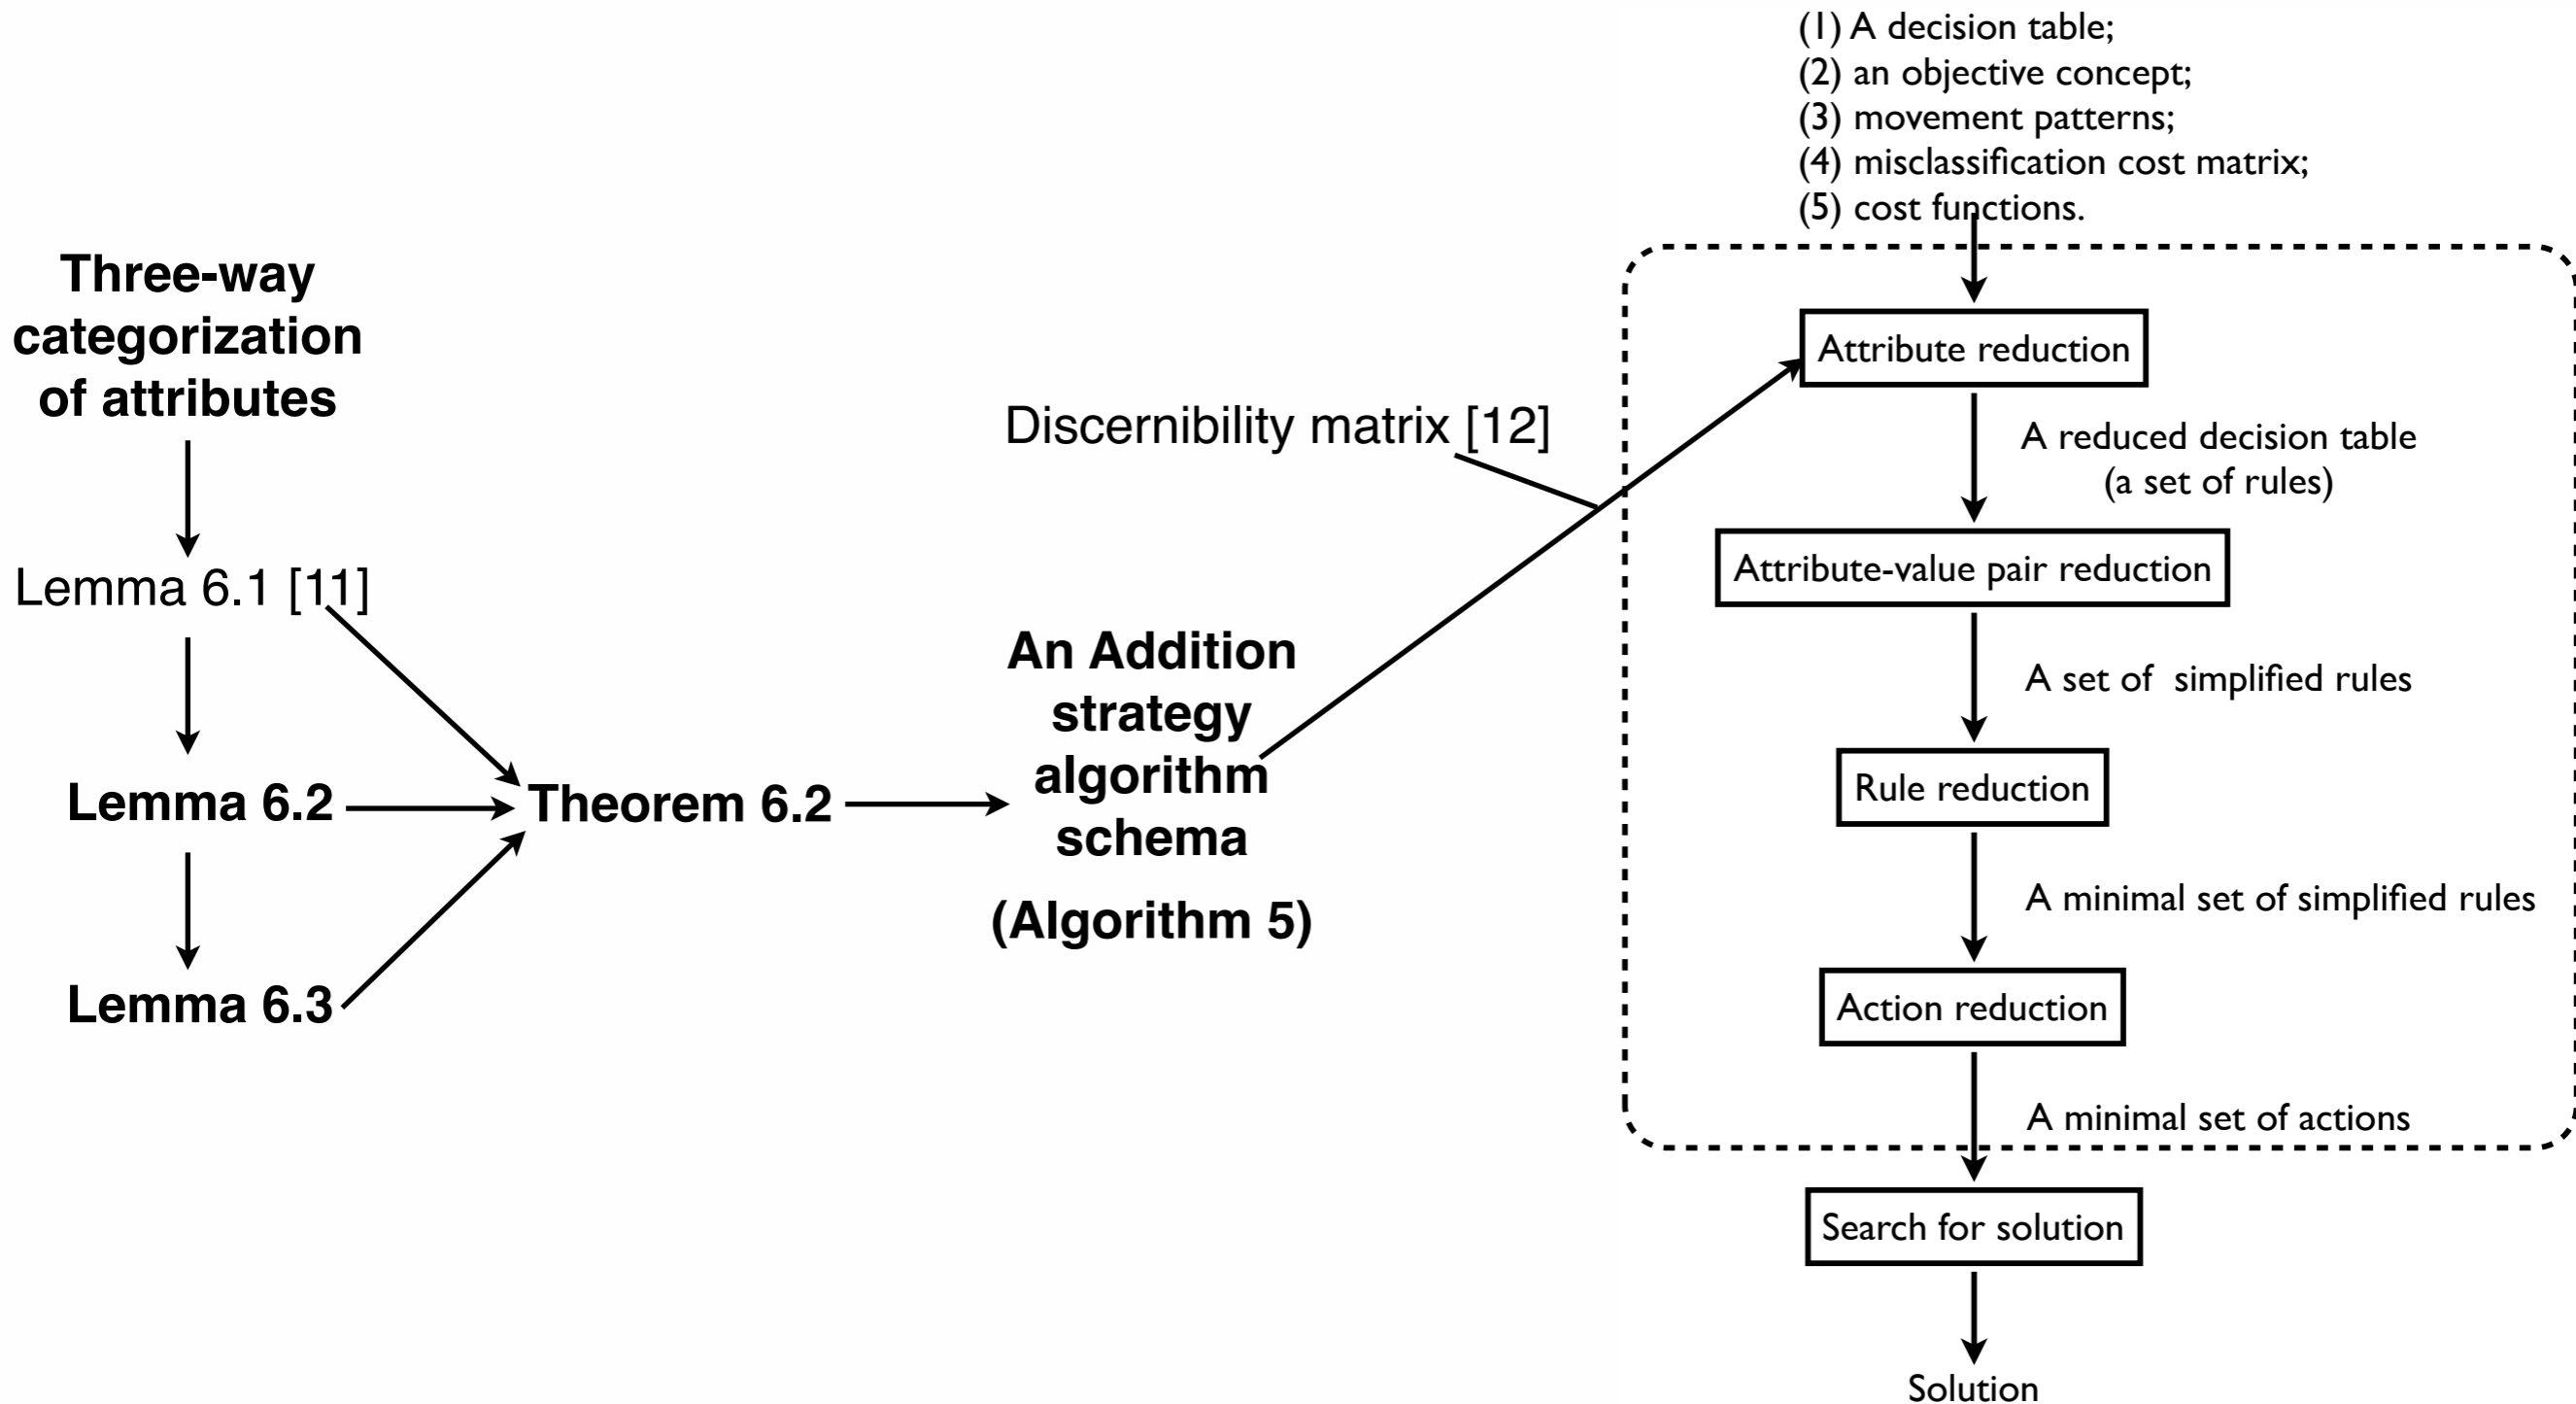 Three-way
categorization
of attributes
Lemma 6.1 [11]
Lemma 6.2
Lemma 6.3
Theorem 6.2
An Addition
strategy
algorithm
schema
(Algorithm 5)
Discernibility matrix [12]
(1) A decision table;
(2) an objective concept;
(3) movement patterns;
(4) misclassification cost matrix;
(5) cost functions.
Attribute reduction
A reduced decision table
(a set of rules)
Attribute-value pair reduction
A set of simplified rules
Rule reduction
A minimal set of simplified rules
Action reduction
A minimal set of actions
Search for solution
Solution